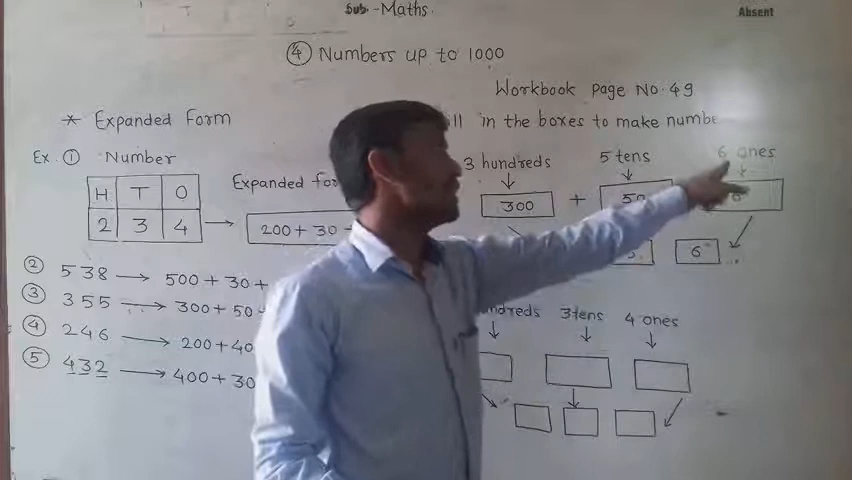 Sub. - Maths.
Absent
④ Numbers up to 1000
Workbook page No. 49
* Expanded Form
in the boxes to make
Ex. ① Number
3 hundreds
5 tens
6 ones
H T O
Expanded
300 + 50
2 3 4 → 200 + 30
6
② 538 → 500 + 30 +
③ 355 → 300 + 50
3 tens
4 ones
④ 246 → 200 + 40
⑤ 432 → 400 + 30